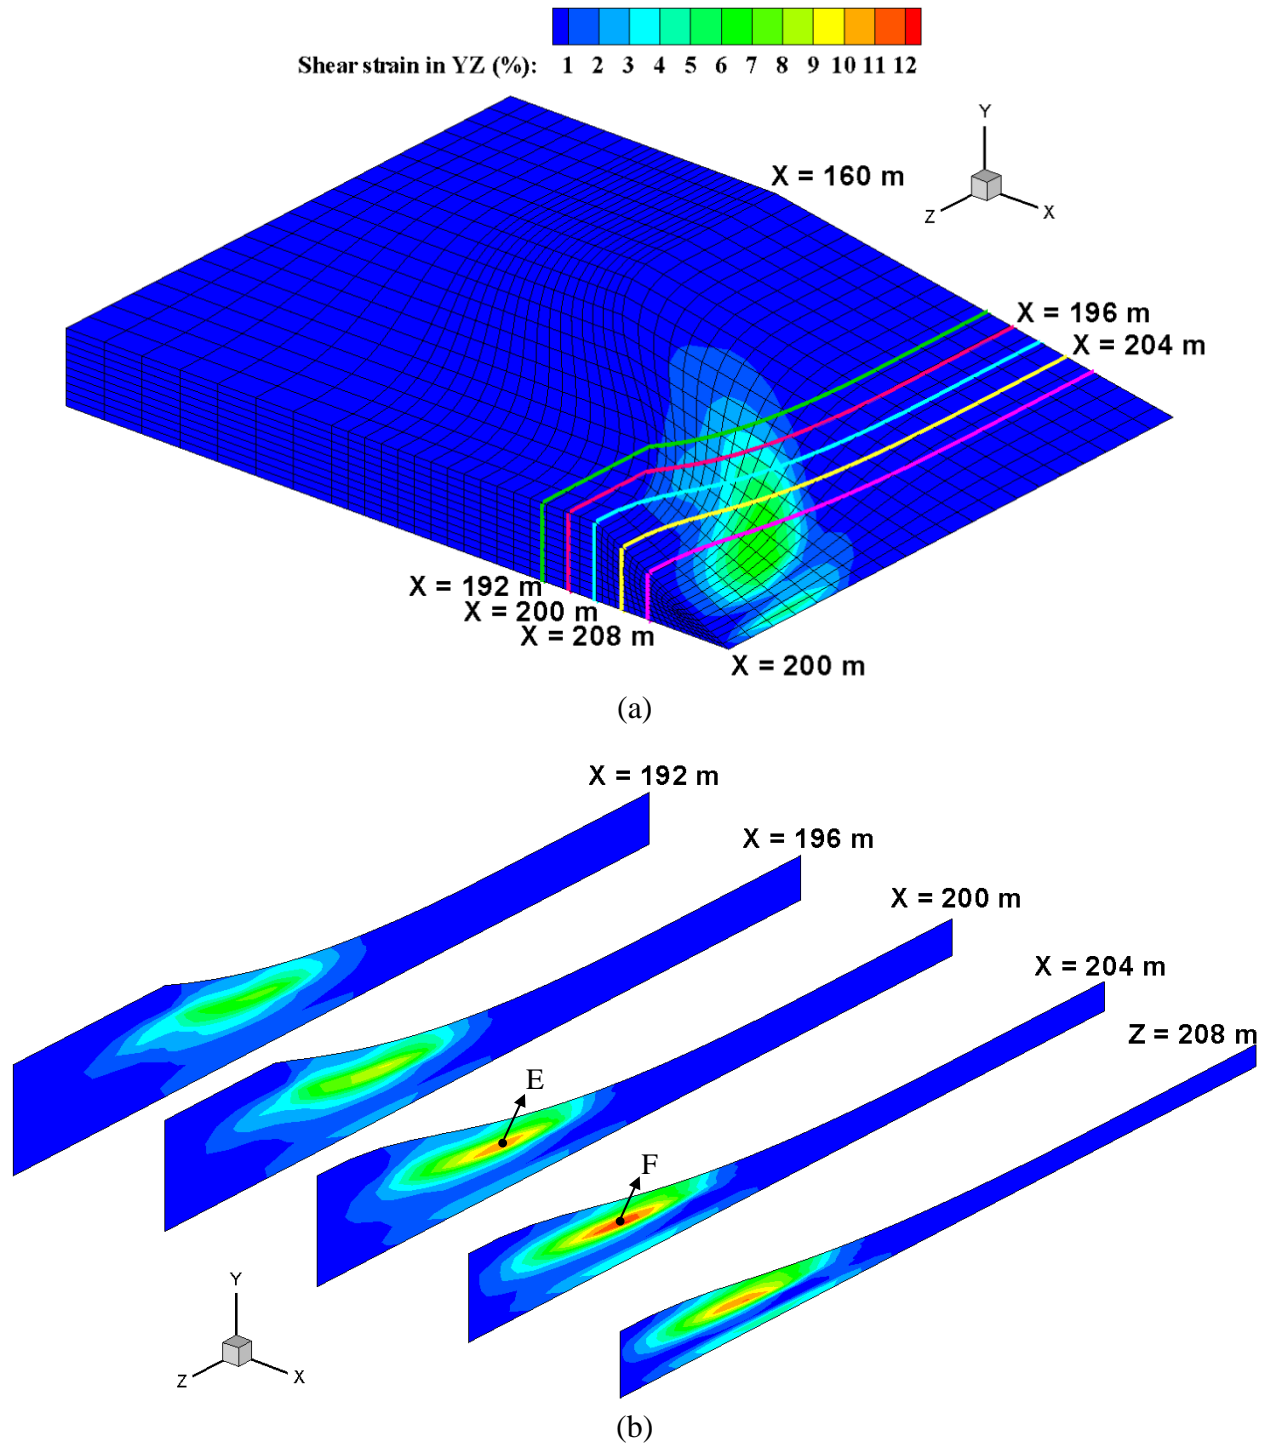 Shear strain in YZ (%): 1 2 3 4 5 6 7 8 9 10 11 12
Y
X = 160 m
Z
X
X = 196 m
X = 204 m
X = 192 m
X = 200 m
X = 208 m
X = 200 m
(a)
X = 192 m
X = 196 m
X = 200 m
X = 204 m
Z = 208 m
E
F
Y
Z
X
(b)